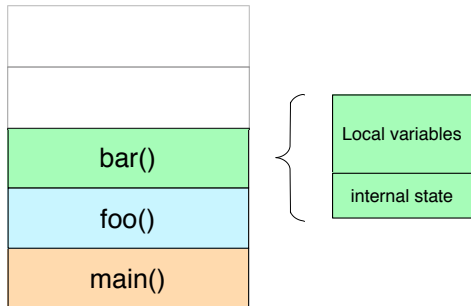 bar()
foo()
main()
Local variables
internal state